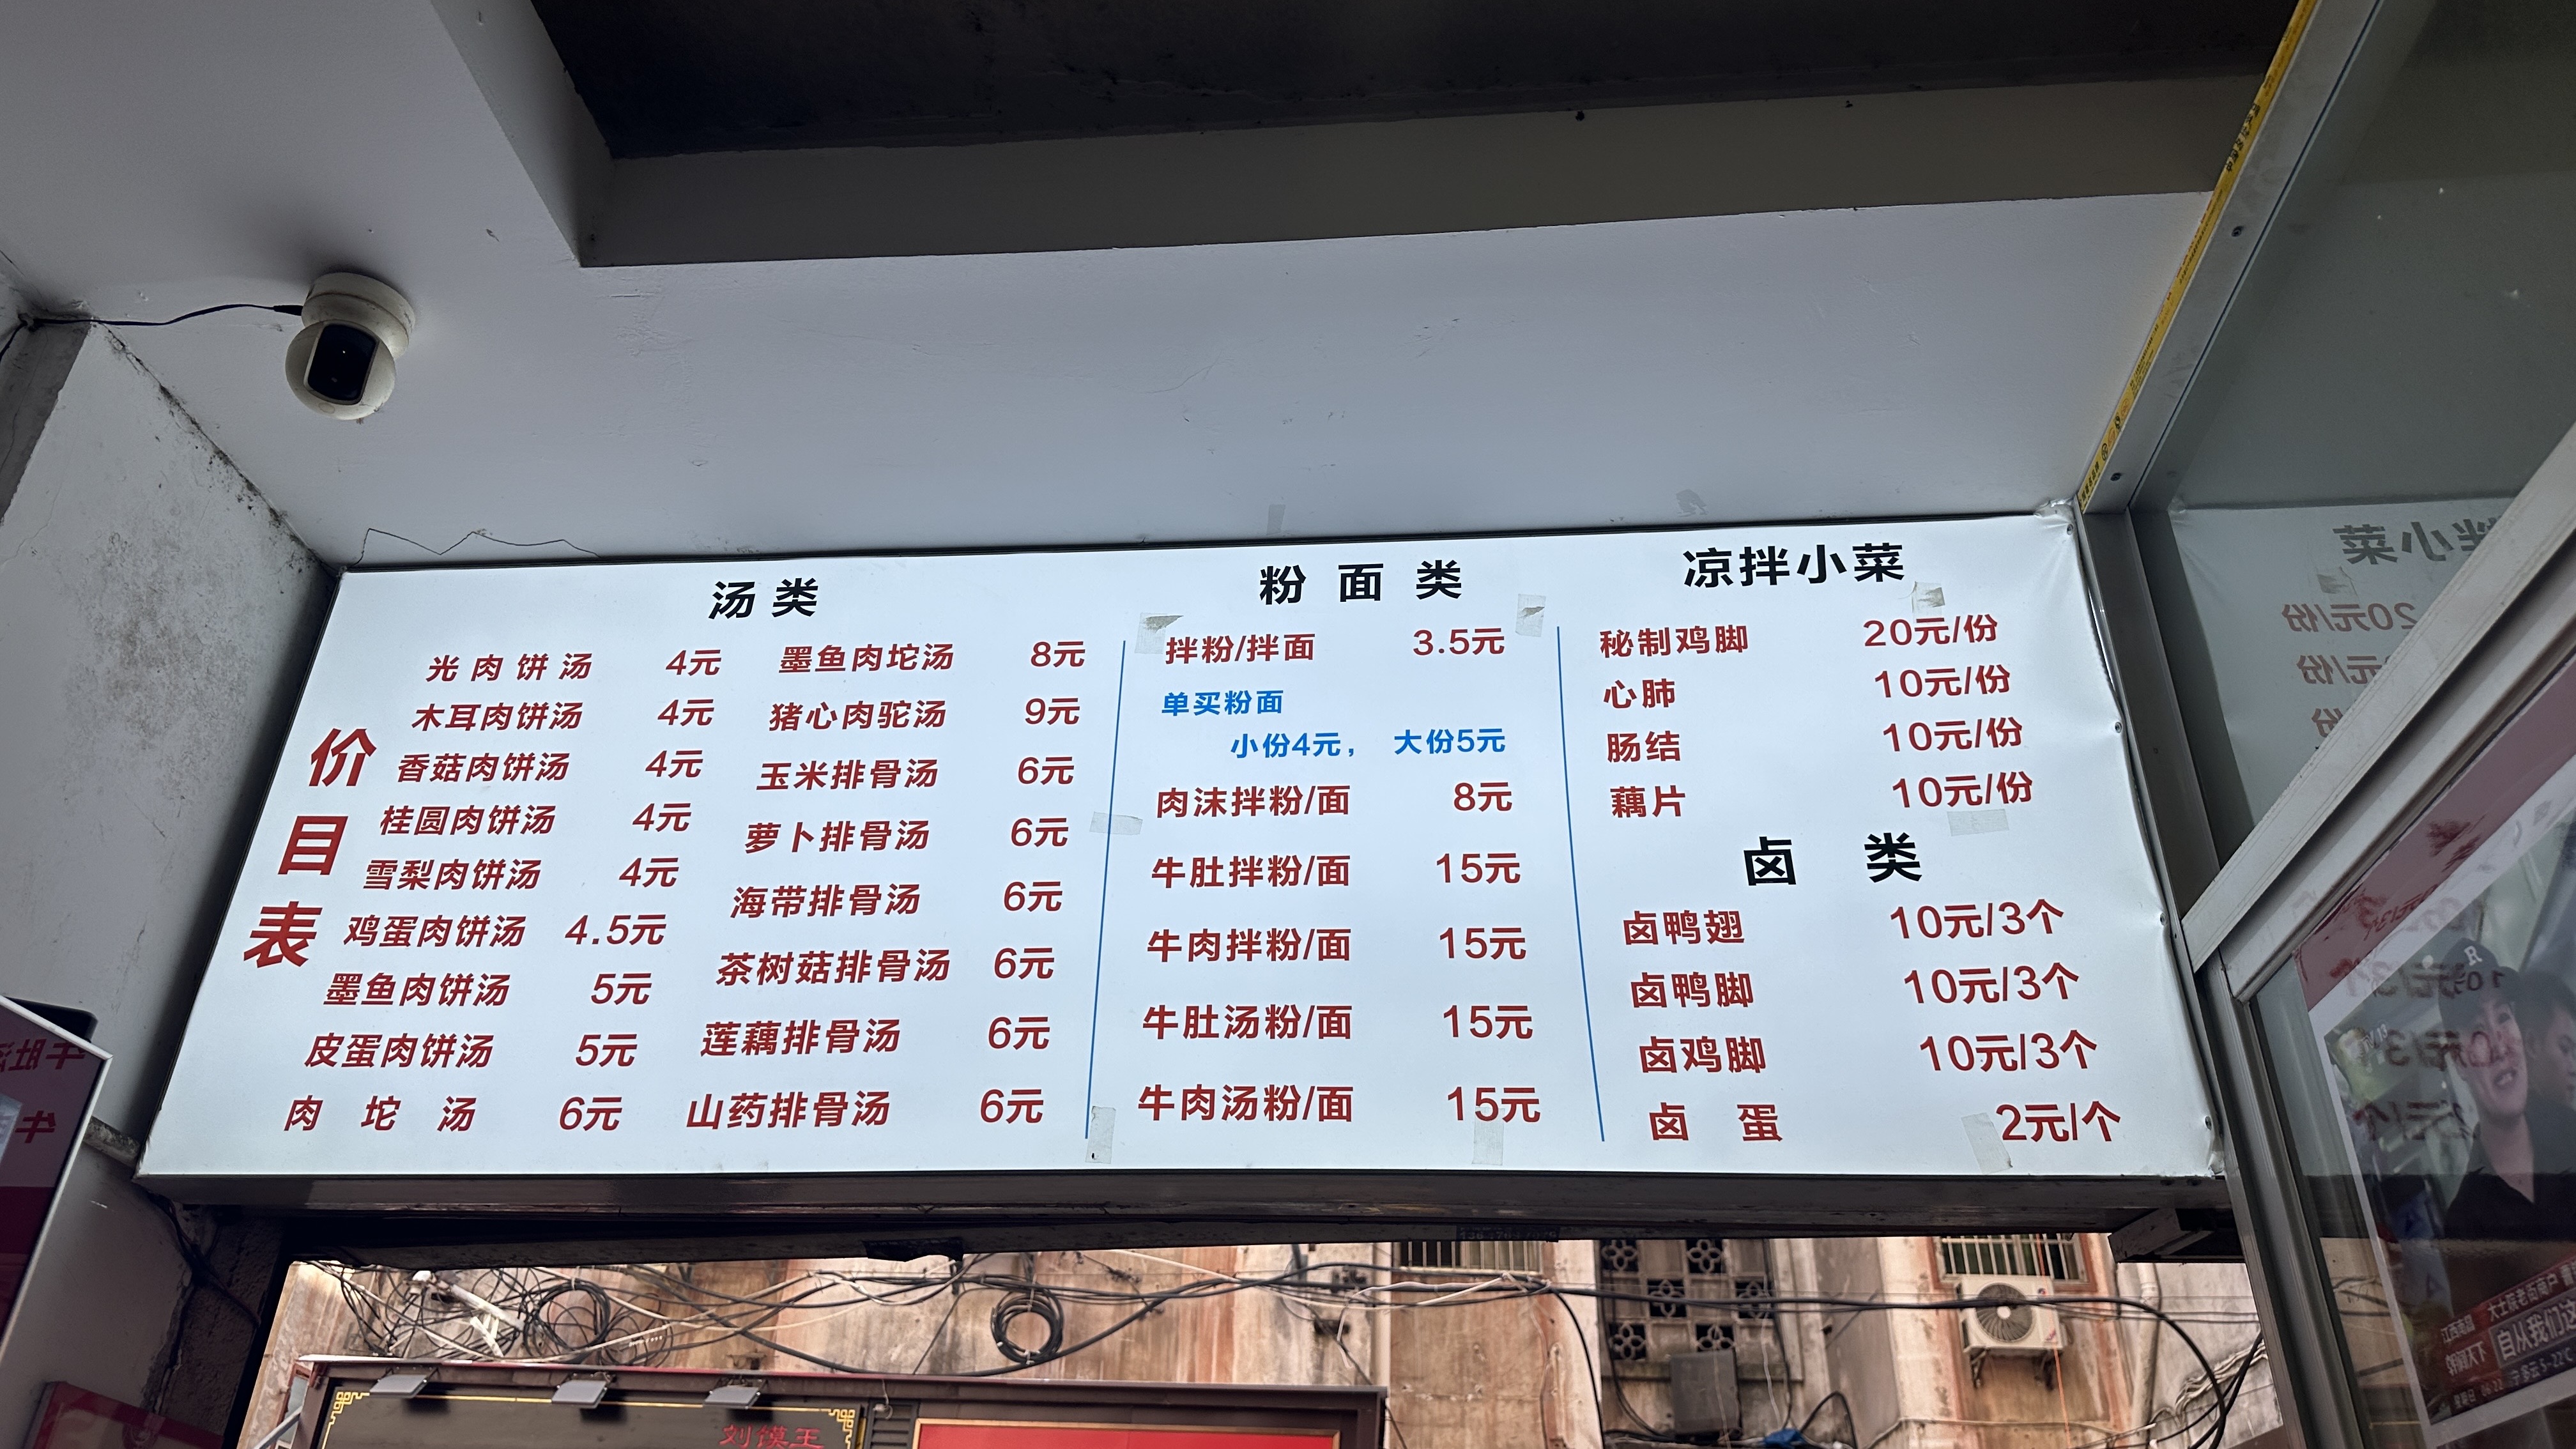 价目表
汤类
光肉饼汤 4元
木耳肉饼汤 4元
香菇肉饼汤 4元
桂圆肉饼汤 4元
雪梨肉饼汤 4元
鸡蛋肉饼汤 4.5元
墨鱼肉饼汤 5元
皮蛋肉饼汤 5元
肉坨汤 6元
墨鱼肉坨汤 8元
猪心肉驼汤 9元
玉米排骨汤 6元
萝卜排骨汤 6元
海带排骨汤 6元
茶树菇排骨汤 6元
莲藕排骨汤 6元
山药排骨汤 6元
粉面类
拌粉/拌面 3.5元
单买粉面
小份4元， 大份5元
肉沫拌粉/面 8元
牛肚拌粉/面 15元
牛肉拌粉/面 15元
牛肚汤粉/面 15元
牛肉汤粉/面 15元
凉拌小菜
秘制鸡脚 20元/份
心肺 10元/份
肠结 10元/份
藕片 10元/份
卤类
卤鸭翅 10元/3个
卤鸭脚 10元/3个
卤鸡脚 10元/3个
卤蛋 2元/个
刘馍王